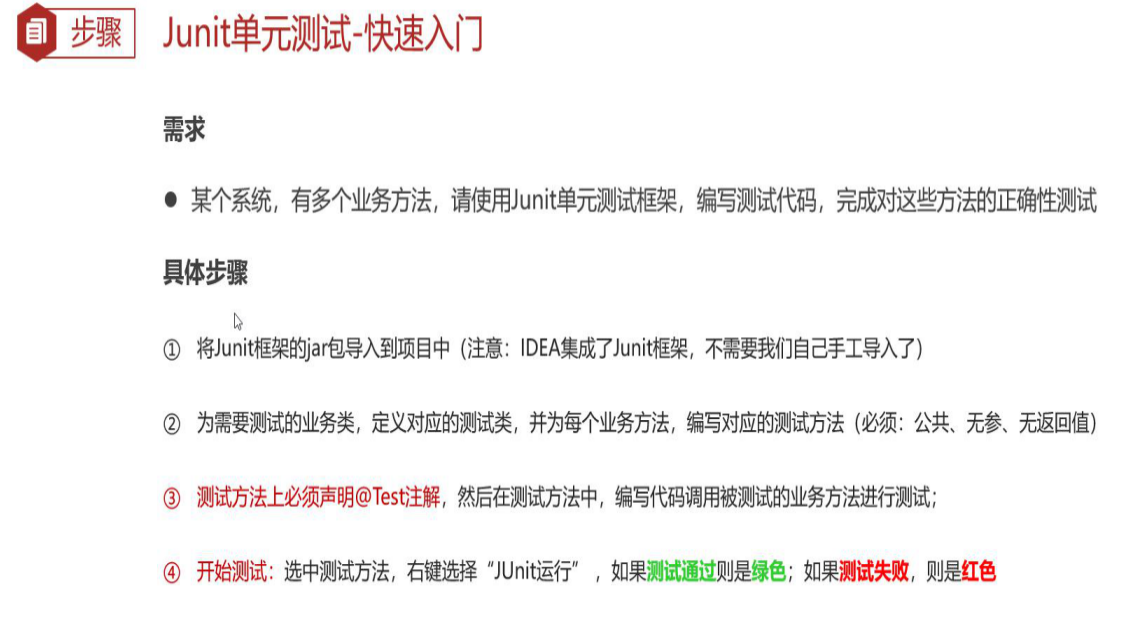 步骤
Junit单元测试-快速入门
需求
● 某个系统，有多个业务方法，请使用Junit单元测试框架，编写测试代码，完成对这些方法的正确性测试
具体步骤
① 将Junit框架的jar包导入到项目中（注意：IDEA集成了Junit框架，不需要我们自己手工导入了）
② 为需要测试的业务类，定义对应的测试类，并为每个业务方法，编写对应的测试方法（必须：公共、无参、无返回值）
③ 测试方法上必须声明@Test注解，然后在测试方法中，编写代码调用被测试的业务方法进行测试；
④ 开始测试：选中测试方法，右键选择“JUnit运行”，如果测试通过则是绿色；如果测试失败，则是红色